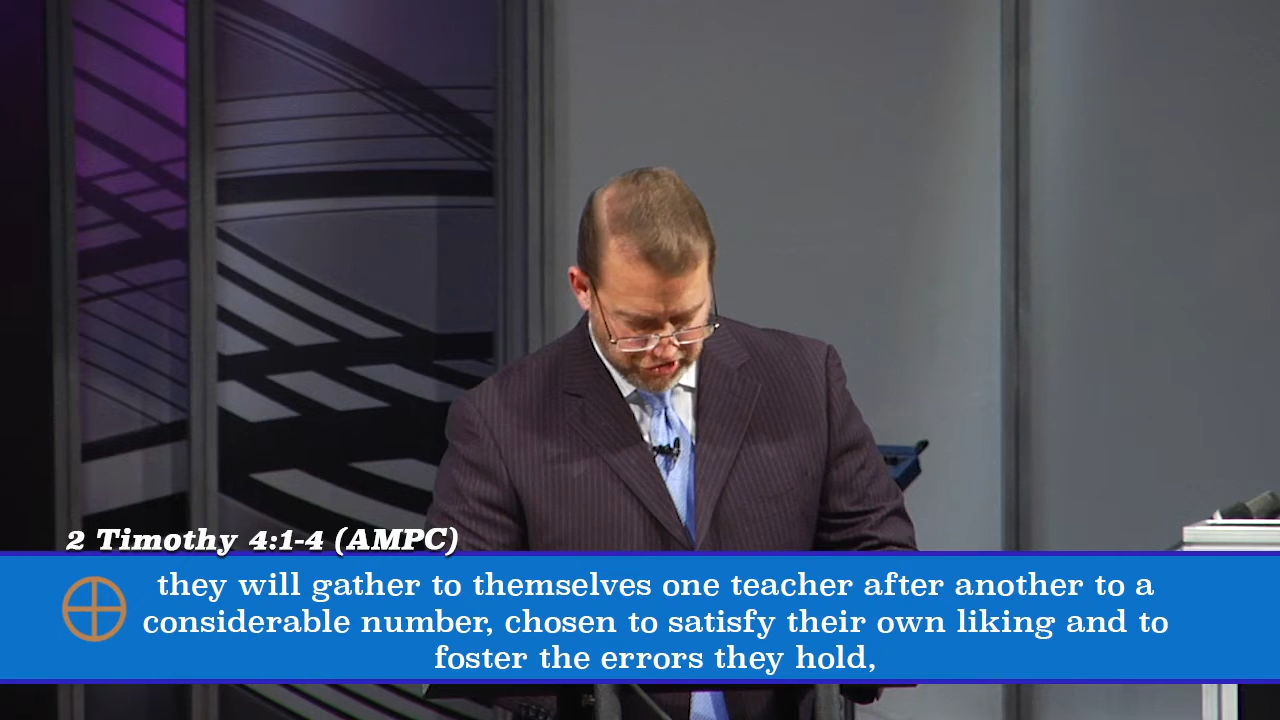 2 Timothy 4:1-4 (AMPC)
they will gather to themselves one teacher after another to a
considerable number, chosen to satisfy their own liking and to
foster the errors they hold,